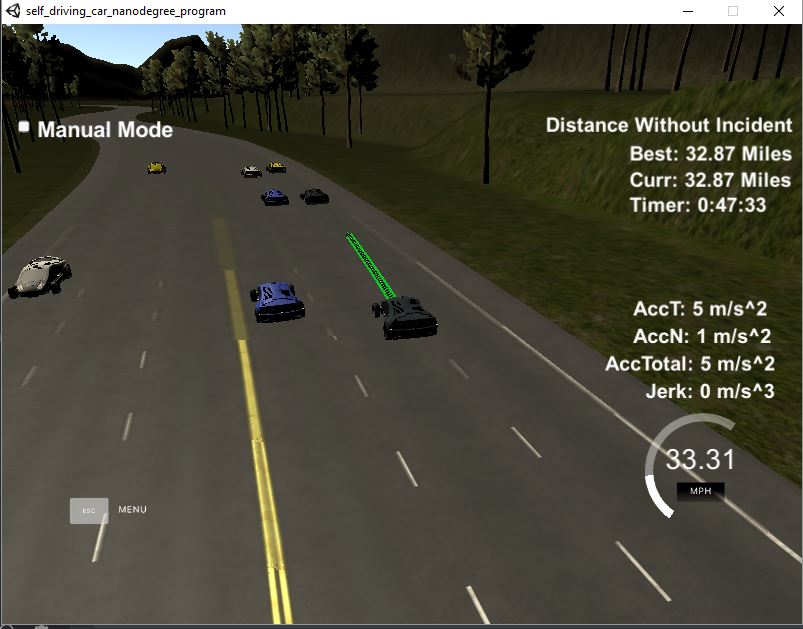 self_driving_car_nanodegree_program
Manual Mode
Distance Without Incident
Best: 32.87 Miles
Curr: 32.87 Miles
Timer: 0:47:33
AccT: 5 m/s^2
AccN: 1 m/s^2
AccTotal: 5 m/s^2
Jerk: 0 m/s^3
33.31
MPH
ESC MENU